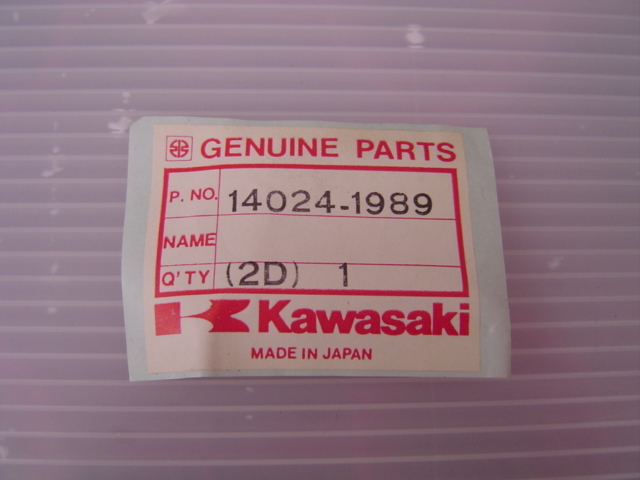 GENUINE PARTS
P. NO. 14024-1989
NAME
Q'TY (2D) 1
Kawasaki
MADE IN JAPAN